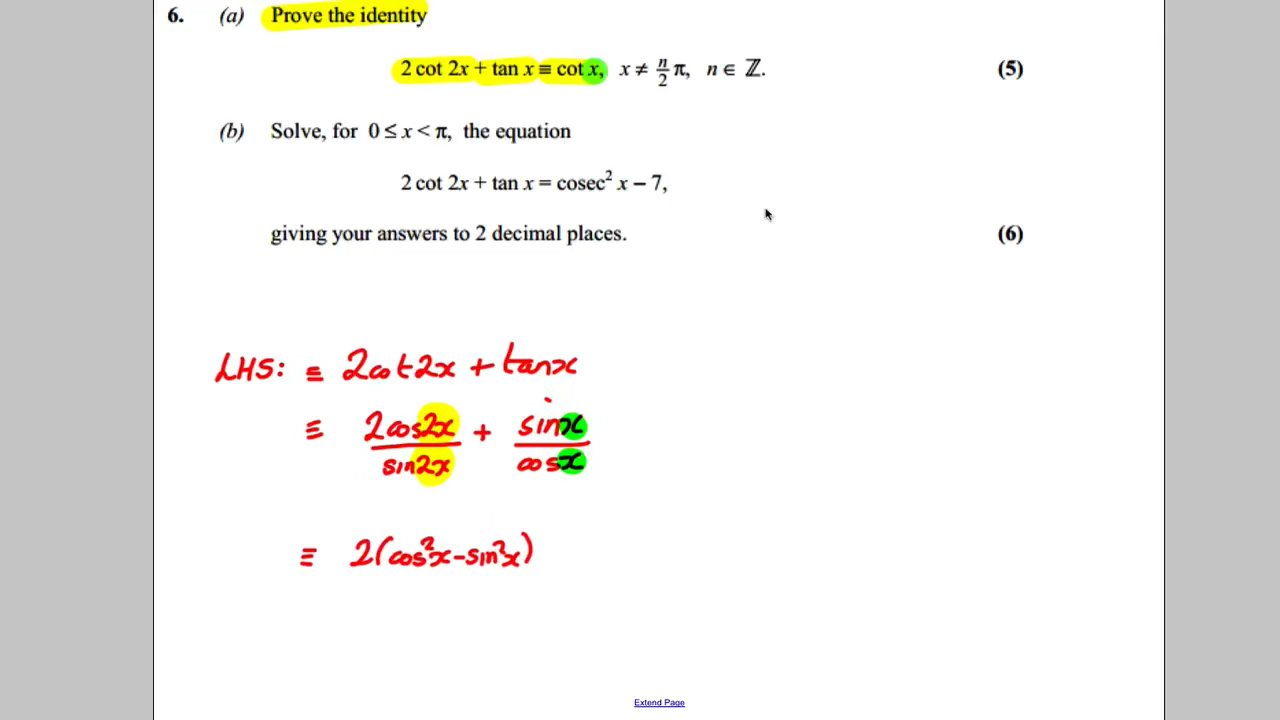 6. (a) Prove the identity
2 cot 2x + tan x ≡ cot x, x ≠ n/2 π, n ∈ ℤ. (5)
(b) Solve, for 0 ≤ x < π, the equation
2 cot 2x + tan x = cosec² x − 7,
giving your answers to 2 decimal places. (6)
LHS: ≡ 2cot2x + tanx
≡ 2cos2x/sin2x + sinx/cosx
≡ 2(cos²x − sin²x)
Extend Page